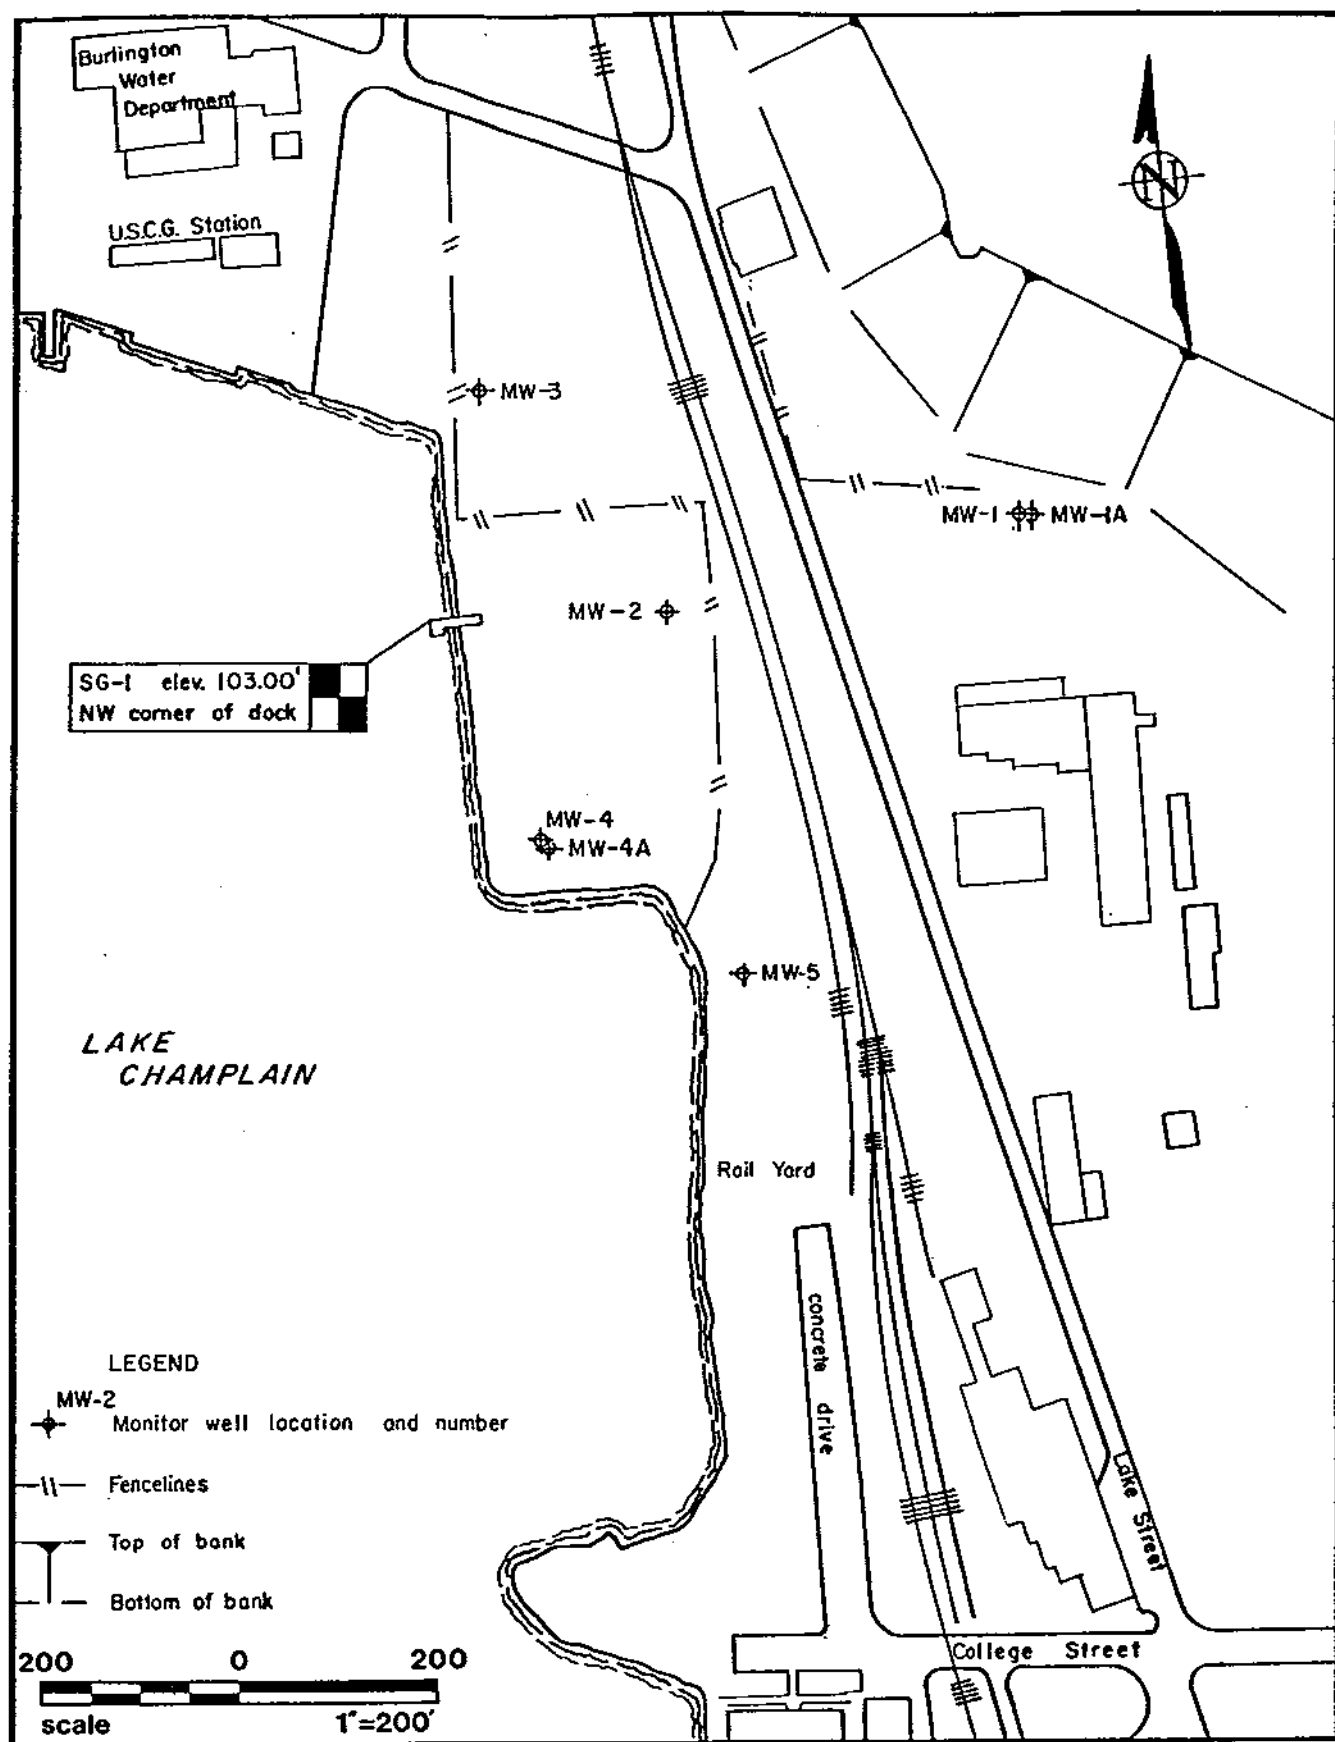 Burlington
Water
Department
U.S.C.G. Station
N
MW-3
MW-1
MW-1A
MW-2
SG-1 elev. 103.00'
NW corner of dock
MW-4
MW-4A
MW-5
LAKE
CHAMPLAIN
Rail Yard
concrete drive
Lake Street
LEGEND
MW-2
Monitor well location and number
Fencelines
Top of bank
Bottom of bank
College Street
200 0 200
scale 1"=200'